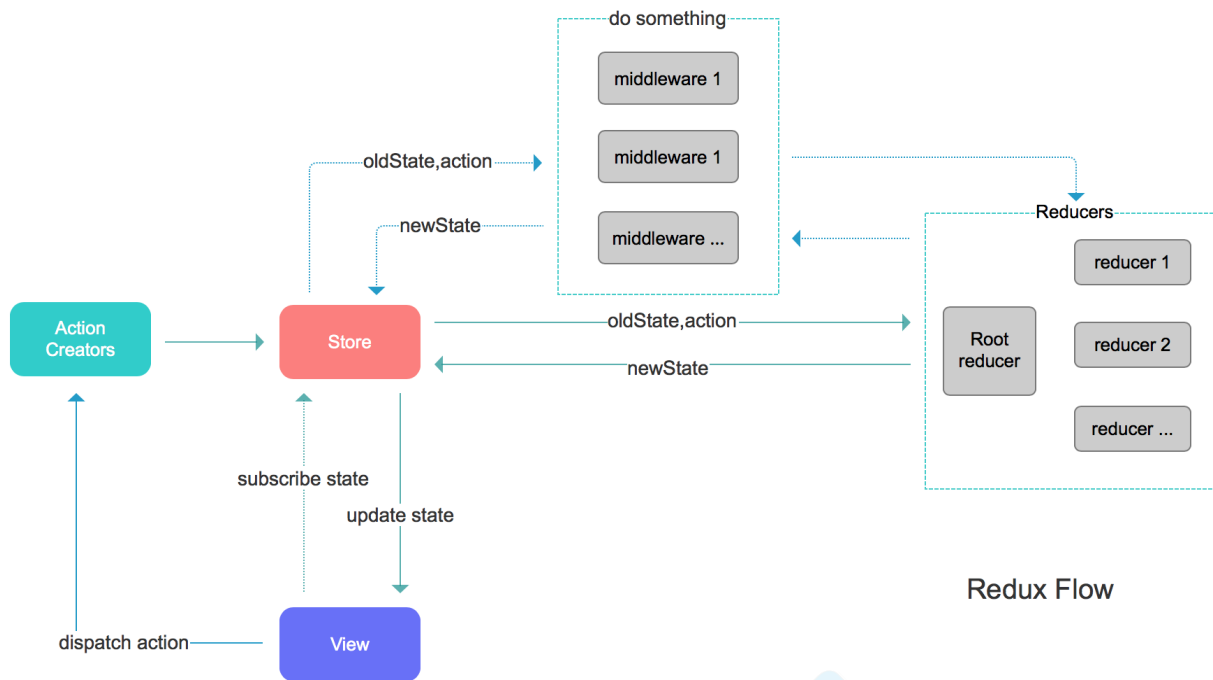 do something
middleware 1
middleware 1
middleware ...
oldState,action
newState
Reducers
reducer 1
Root
reducer
reducer 2
reducer ...
Action
Creators
Store
oldState,action
newState
subscribe state
update state
dispatch action
View
Redux Flow